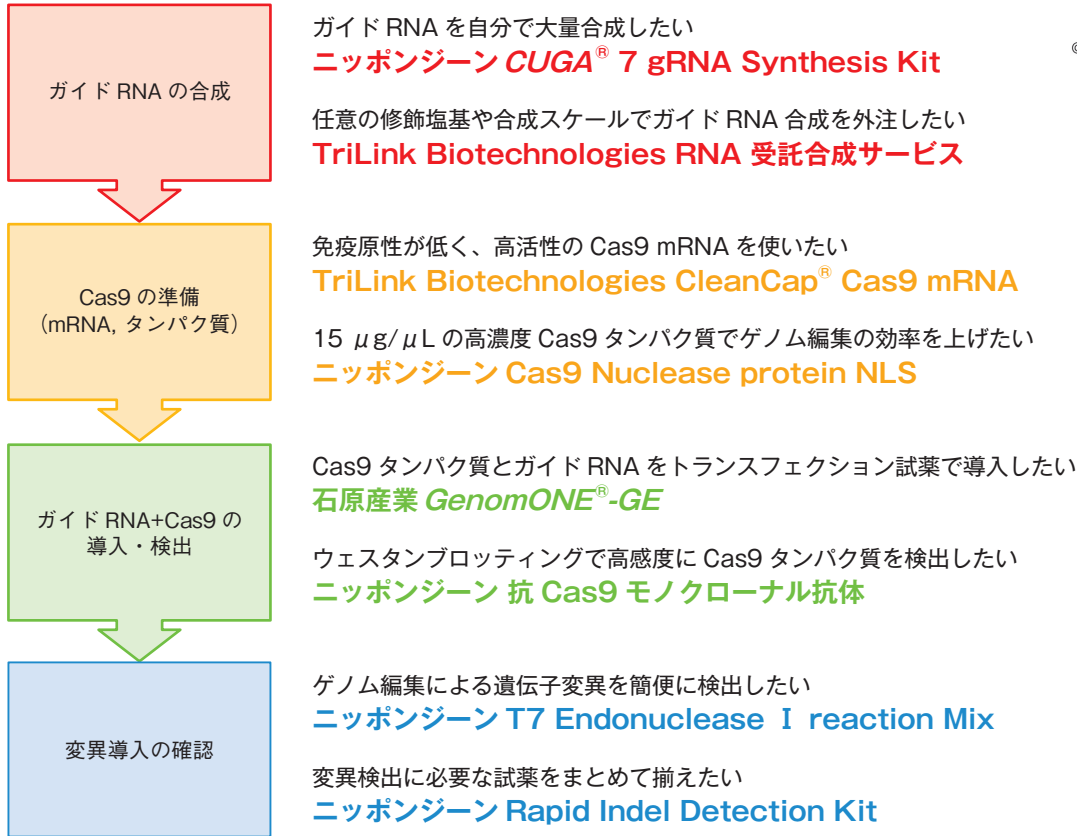 ガイド RNA の合成
ガイド RNA を自分で大量合成したい
ニッポンジーン CUGA® 7 gRNA Synthesis Kit
任意の修飾塩基や合成スケールでガイド RNA 合成を外注したい
TriLink Biotechnologies RNA 受託合成サービス
Cas9 の準備
(mRNA, タンパク質)
免疫原性が低く、高活性の Cas9 mRNA を使いたい
TriLink Biotechnologies CleanCap® Cas9 mRNA
15 μg/μL の高濃度 Cas9 タンパク質でゲノム編集の効率を上げたい
ニッポンジーン Cas9 Nuclease protein NLS
ガイド RNA+Cas9 の
導入・検出
Cas9 タンパク質とガイド RNA をトランスフェクション試薬で導入したい
石原産業 GenomONE®-GE
ウェスタンブロッティングで高感度に Cas9 タンパク質を検出したい
ニッポンジーン 抗 Cas9 モノクローナル抗体
変異導入の確認
ゲノム編集による遺伝子変異を簡便に検出したい
ニッポンジーン T7 Endonuclease Ⅰ reaction Mix
変異検出に必要な試薬をまとめて揃えたい
ニッポンジーン Rapid Indel Detection Kit